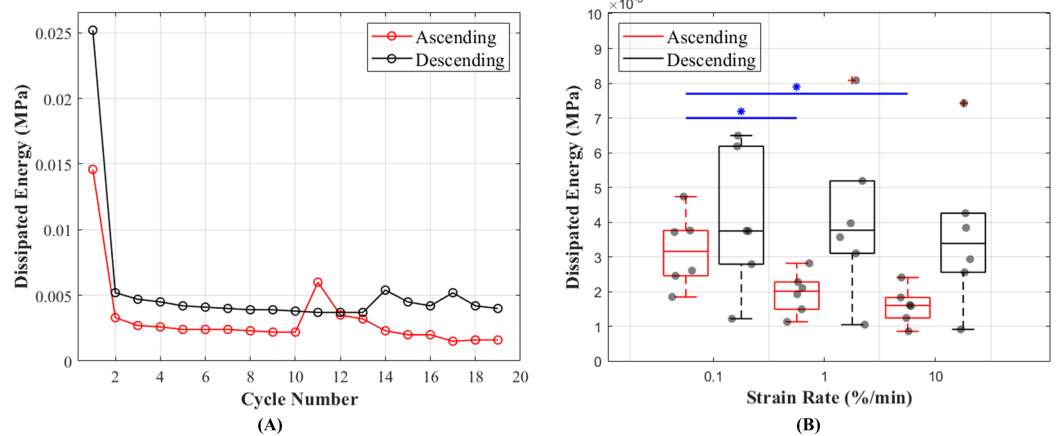 Dissipated Energy (MPa)
0.025
0.02
0.015
0.01
0.005
0
2 4 6 8 10 12 14 16 18 20
Cycle Number
Ascending
Descending
(A)
Dissipated Energy (MPa)
10
9
8
7
6
5
4
3
2
1
0
0.1 1 10
Strain Rate (%/min)
Ascending
Descending
* *
(B)